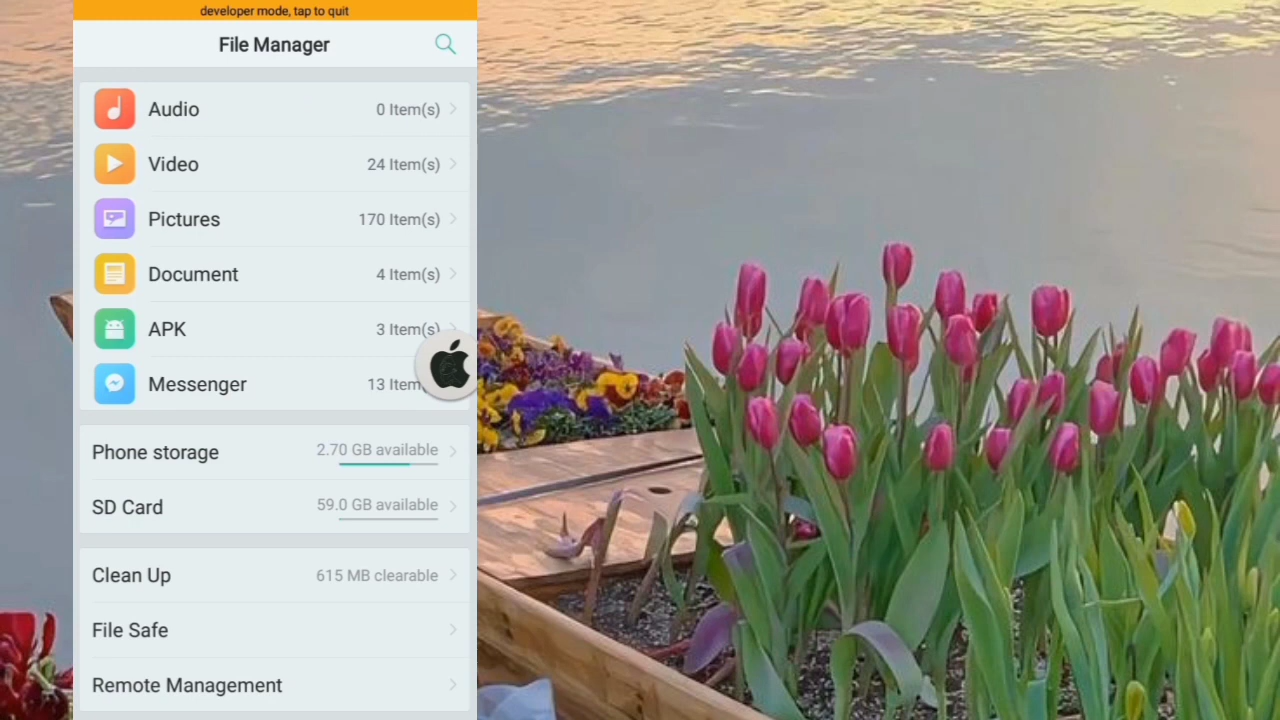 developer mode, tap to quit
File Manager
Audio 0 Item(s)
Video 24 Item(s)
Pictures 170 Item(s)
Document 4 Item(s)
APK 3 Item(s)
Messenger 13 Item
Phone storage 2.70 GB available
SD Card 59.0 GB available
Clean Up 615 MB clearable
File Safe
Remote Management